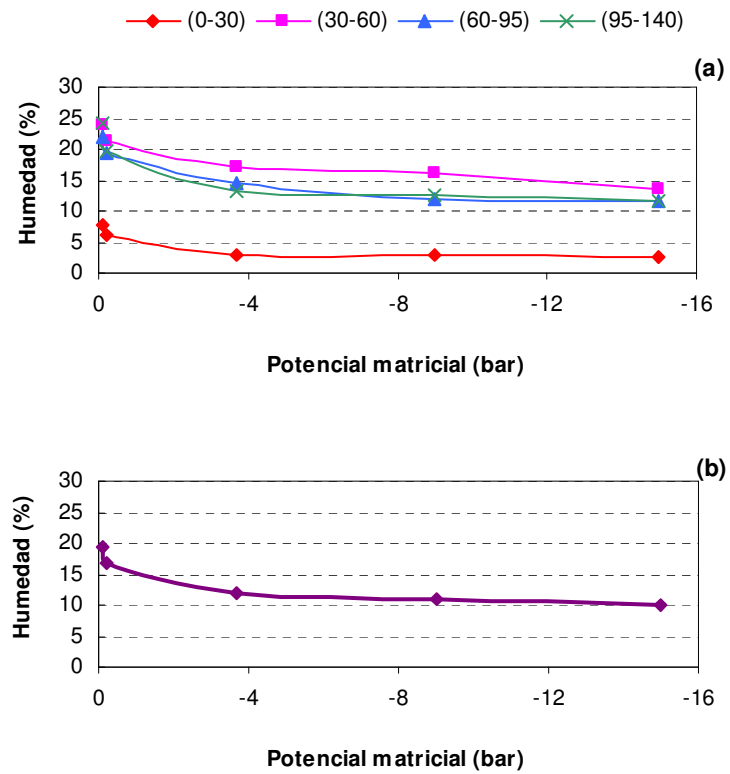 (0-30) (30-60) (60-95) (95-140)
(a)
30
25
20
15
10
5
0
Humedad (%)
0 -4 -8 -12 -16
Potencial matricial (bar)
(b)
30
25
20
15
10
5
0
Humedad (%)
0 -4 -8 -12 -16
Potencial matricial (bar)